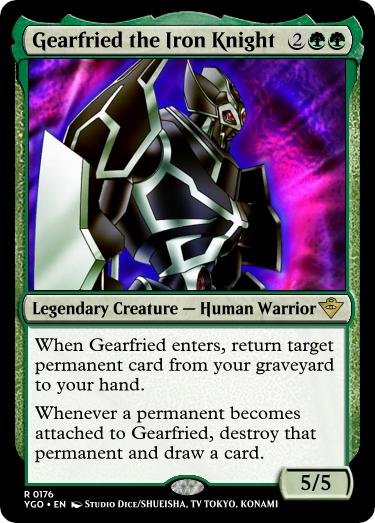 Gearfried the Iron Knight 2
Legendary Creature — Human Warrior
When Gearfried enters, return target
permanent card from your graveyard
to your hand.
Whenever a permanent becomes
attached to Gearfried, destroy that
permanent and draw a card.
5/5
R 0176
YGO • EN Studio Dice/SHUEISHA, TV TOKYO, KONAMI